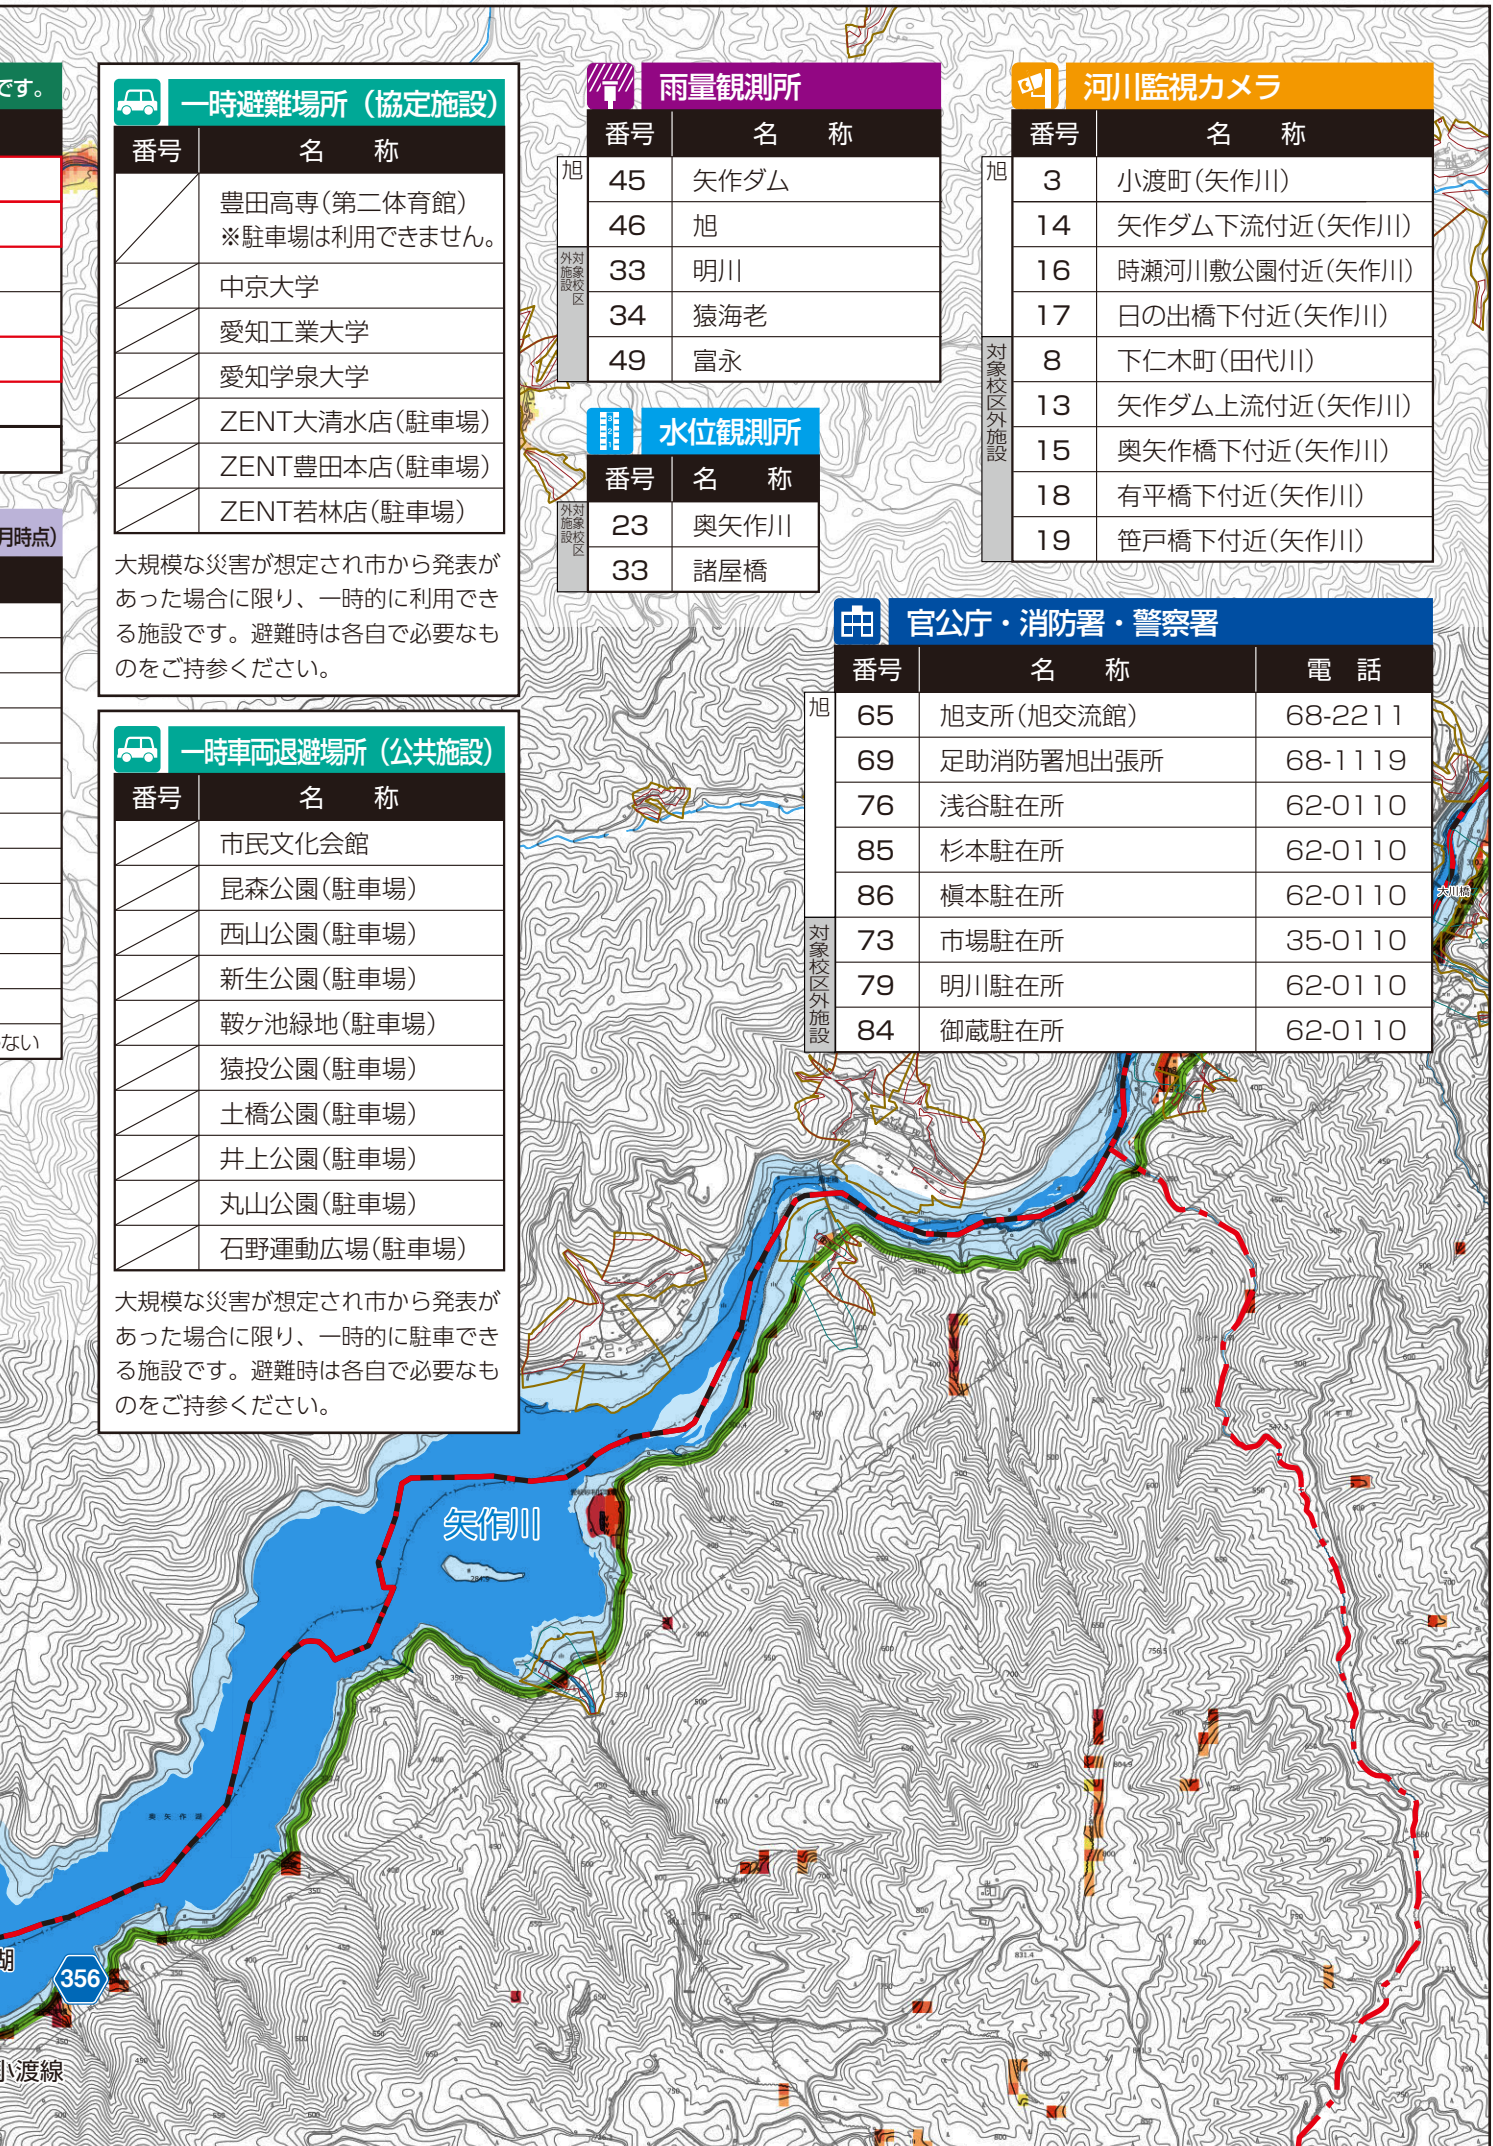 です。
月時点)
ない
一時避難場所（協定施設）
番号 名 称
豊田高専（第二体育館）
※駐車場は利用できません。
中京大学
愛知工業大学
愛知学泉大学
ZENT大清水店（駐車場）
ZENT豊田本店（駐車場）
ZENT若林店（駐車場）
大規模な災害が想定され市から発表が
あった場合に限り、一時的に利用でき
る施設です。避難時は各自で必要なも
のをご持参ください。
一時車両退避場所（公共施設）
番号 名 称
市民文化会館
昆森公園（駐車場）
西山公園（駐車場）
新生公園（駐車場）
鞍ヶ池緑地（駐車場）
猿投公園（駐車場）
土橋公園（駐車場）
井上公園（駐車場）
丸山公園（駐車場）
石野運動広場（駐車場）
大規模な災害が想定され市から発表が
あった場合に限り、一時的に駐車でき
る施設です。避難時は各自で必要なも
のをご持参ください。
雨量観測所
番号 名 称
旭
45 矢作ダム
46 旭
対象校区外施設
33 明川
34 猿海老
49 富永
水位観測所
番号 名 称
対象校区外施設
23 奥矢作川
33 諸屋橋
河川監視カメラ
番号 名 称
旭
3 小渡町（矢作川）
14 矢作ダム下流付近（矢作川）
16 時瀬河川敷公園付近（矢作川）
17 日の出橋下付近（矢作川）
対象校区外施設
8 下仁木町（田代川）
13 矢作ダム上流付近（矢作川）
15 奥矢作橋下付近（矢作川）
18 有平橋下付近（矢作川）
19 笹戸橋下付近（矢作川）
官公庁・消防署・警察署
番号 名 称 電 話
旭
65 旭支所（旭交流館） 68-2211
69 足助消防署旭出張所 68-1119
76 浅谷駐在所 62-0110
85 杉本駐在所 62-0110
86 槇本駐在所 62-0110
対象校区外施設
73 市場駐在所 35-0110
79 明川駐在所 62-0110
84 御蔵駐在所 62-0110
大川橋
矢作川
奥矢作湖
湖
356
小渡線